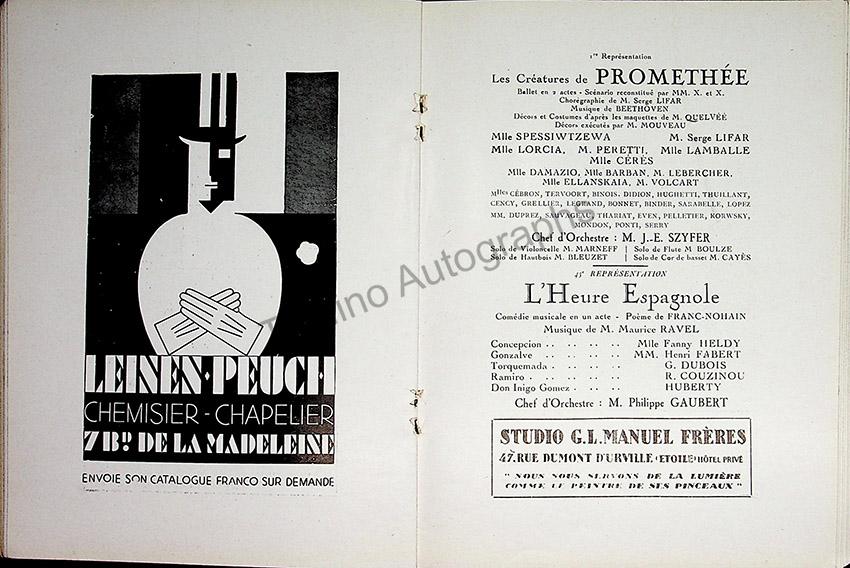 LEINEN·PEUCH
CHEMISIER - CHAPELIER
7 Bᴰ DE LA MADELEINE
ENVOIE SON CATALOGUE FRANCO SUR DEMANDE
1re Représentation
Les Créatures de PROMETHÉE
Ballet en 2 actes - Scénario reconstitué par MM. X. et X.
Chorégraphie de M. Serge LIFAR
Musique de BEETHOVEN
Décors et Costumes d'après les maquettes de M. QUELVÉE
Décors exécutés par M. MOUVEAU
Mlle SPESSIWTZEWA M. Serge LIFAR
Mlle LORCIA, M. PERETTI, Mlle LAMBALLE
Mlle CÉRÈS
Mlle DAMAZIO, Mlle BARBAN, M. LEBERCHER,
Mlle ELLANSKAIA, M. VOLCART
Mlles CÉBRON, TERVOORT, BINOIS, DIDION, HUGHETTI, THUILLANT,
CENCY, GRELLIER, LEGRAND, BONNET, BINDER, SARABELLE, LOPEZ
MM. DUPREZ, SAUVAGEAU, THARIAT, EVEN, PELLETIER, KORWSKY,
MONDON, PONTI, SERRY
Chef d'Orchestre : M. J.-E. SZYFER
Solo de Violoncelle M. MARNEFF | Solo de Flute M. BOULZE
Solo de Hautbois M. BLEUZET | Solo de Cor de basset M. CAYÈS
45e REPRÉSENTATION
L'Heure Espagnole
Comédie musicale en un acte - Poème de FRANC-NOHAIN
Musique de M. Maurice RAVEL
Concepcion .. .. .. .. Mlle Fanny HELDY
Gonzalve .. .. .. .. MM. Henri FABERT
Torquemada .. .. .. .. G. DUBOIS
Ramiro .. .. .. .. R. COUZINOU
Don Inigo Gomez .. .. .. HUBERTY
Chef d'Orchestre : M. Philippe GAUBERT
STUDIO G.L. MANUEL FRÈRES
47, RUE DUMONT D'URVILLE (ETOILE) HÔTEL PRIVÉ
" NOUS NOUS SERVONS DE LA LUMIÈRE
COMME LE PEINTRE DE SES PINCEAUX "
Autographs